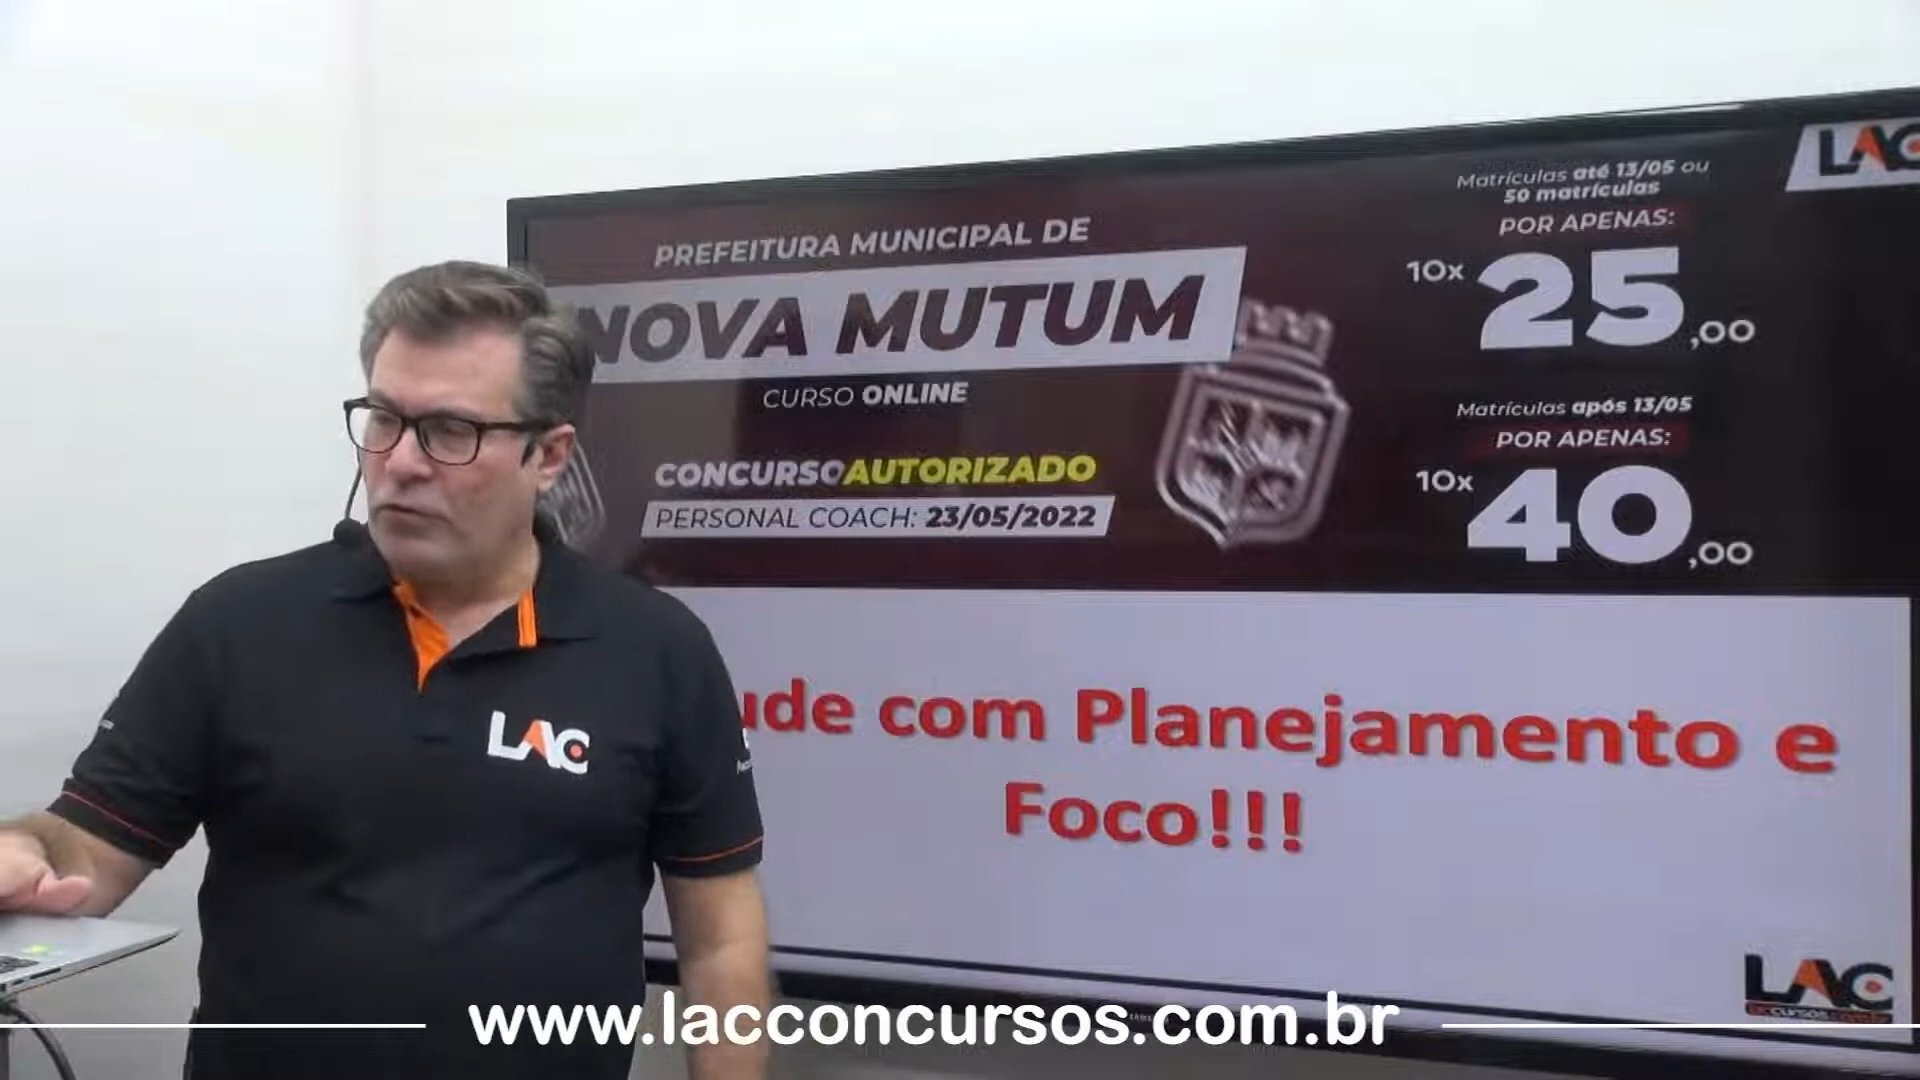 Matrículas até 13/05 ou
50 matrículas
POR APENAS:
10x 25,00
Matrículas após 13/05
POR APENAS:
10x 40,00
LAC
PREFEITURA MUNICIPAL DE
NOVA MUTUM
CURSO ONLINE
CONCURSO AUTORIZADO
PERSONAL COACH: 23/05/2022
ude com Planejamento e
Foco!!!
LAC
LAC
www.lacconcursos.com.br